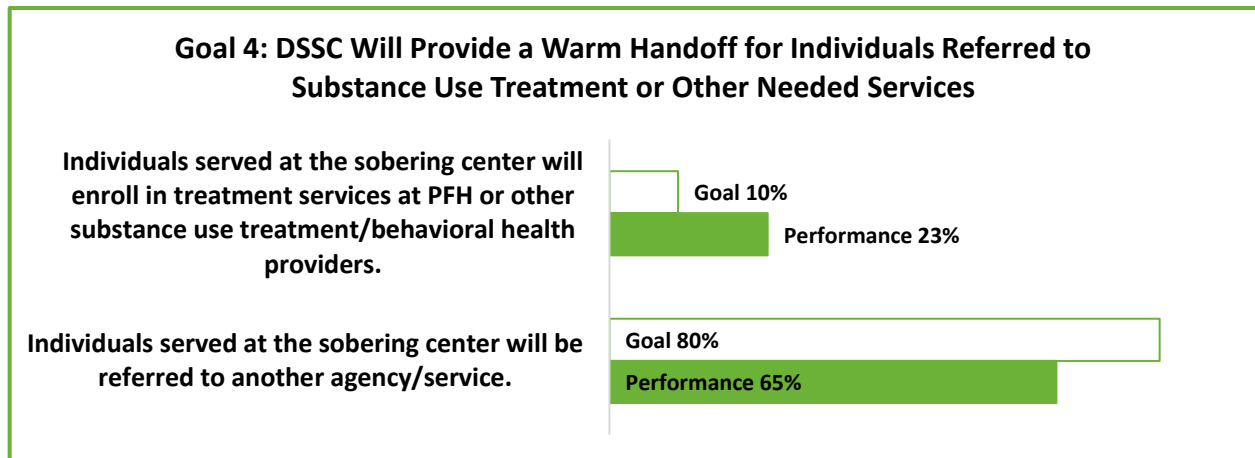 Goal 4: DSSC Will Provide a Warm Handoff for Individuals Referred to
Substance Use Treatment or Other Needed Services
Individuals served at the sobering center will
enroll in treatment services at PFH or other
substance use treatment/behavioral health
providers.
Goal 10%
Performance 23%
Individuals served at the sobering center will be
referred to another agency/service.
Goal 80%
Performance 65%